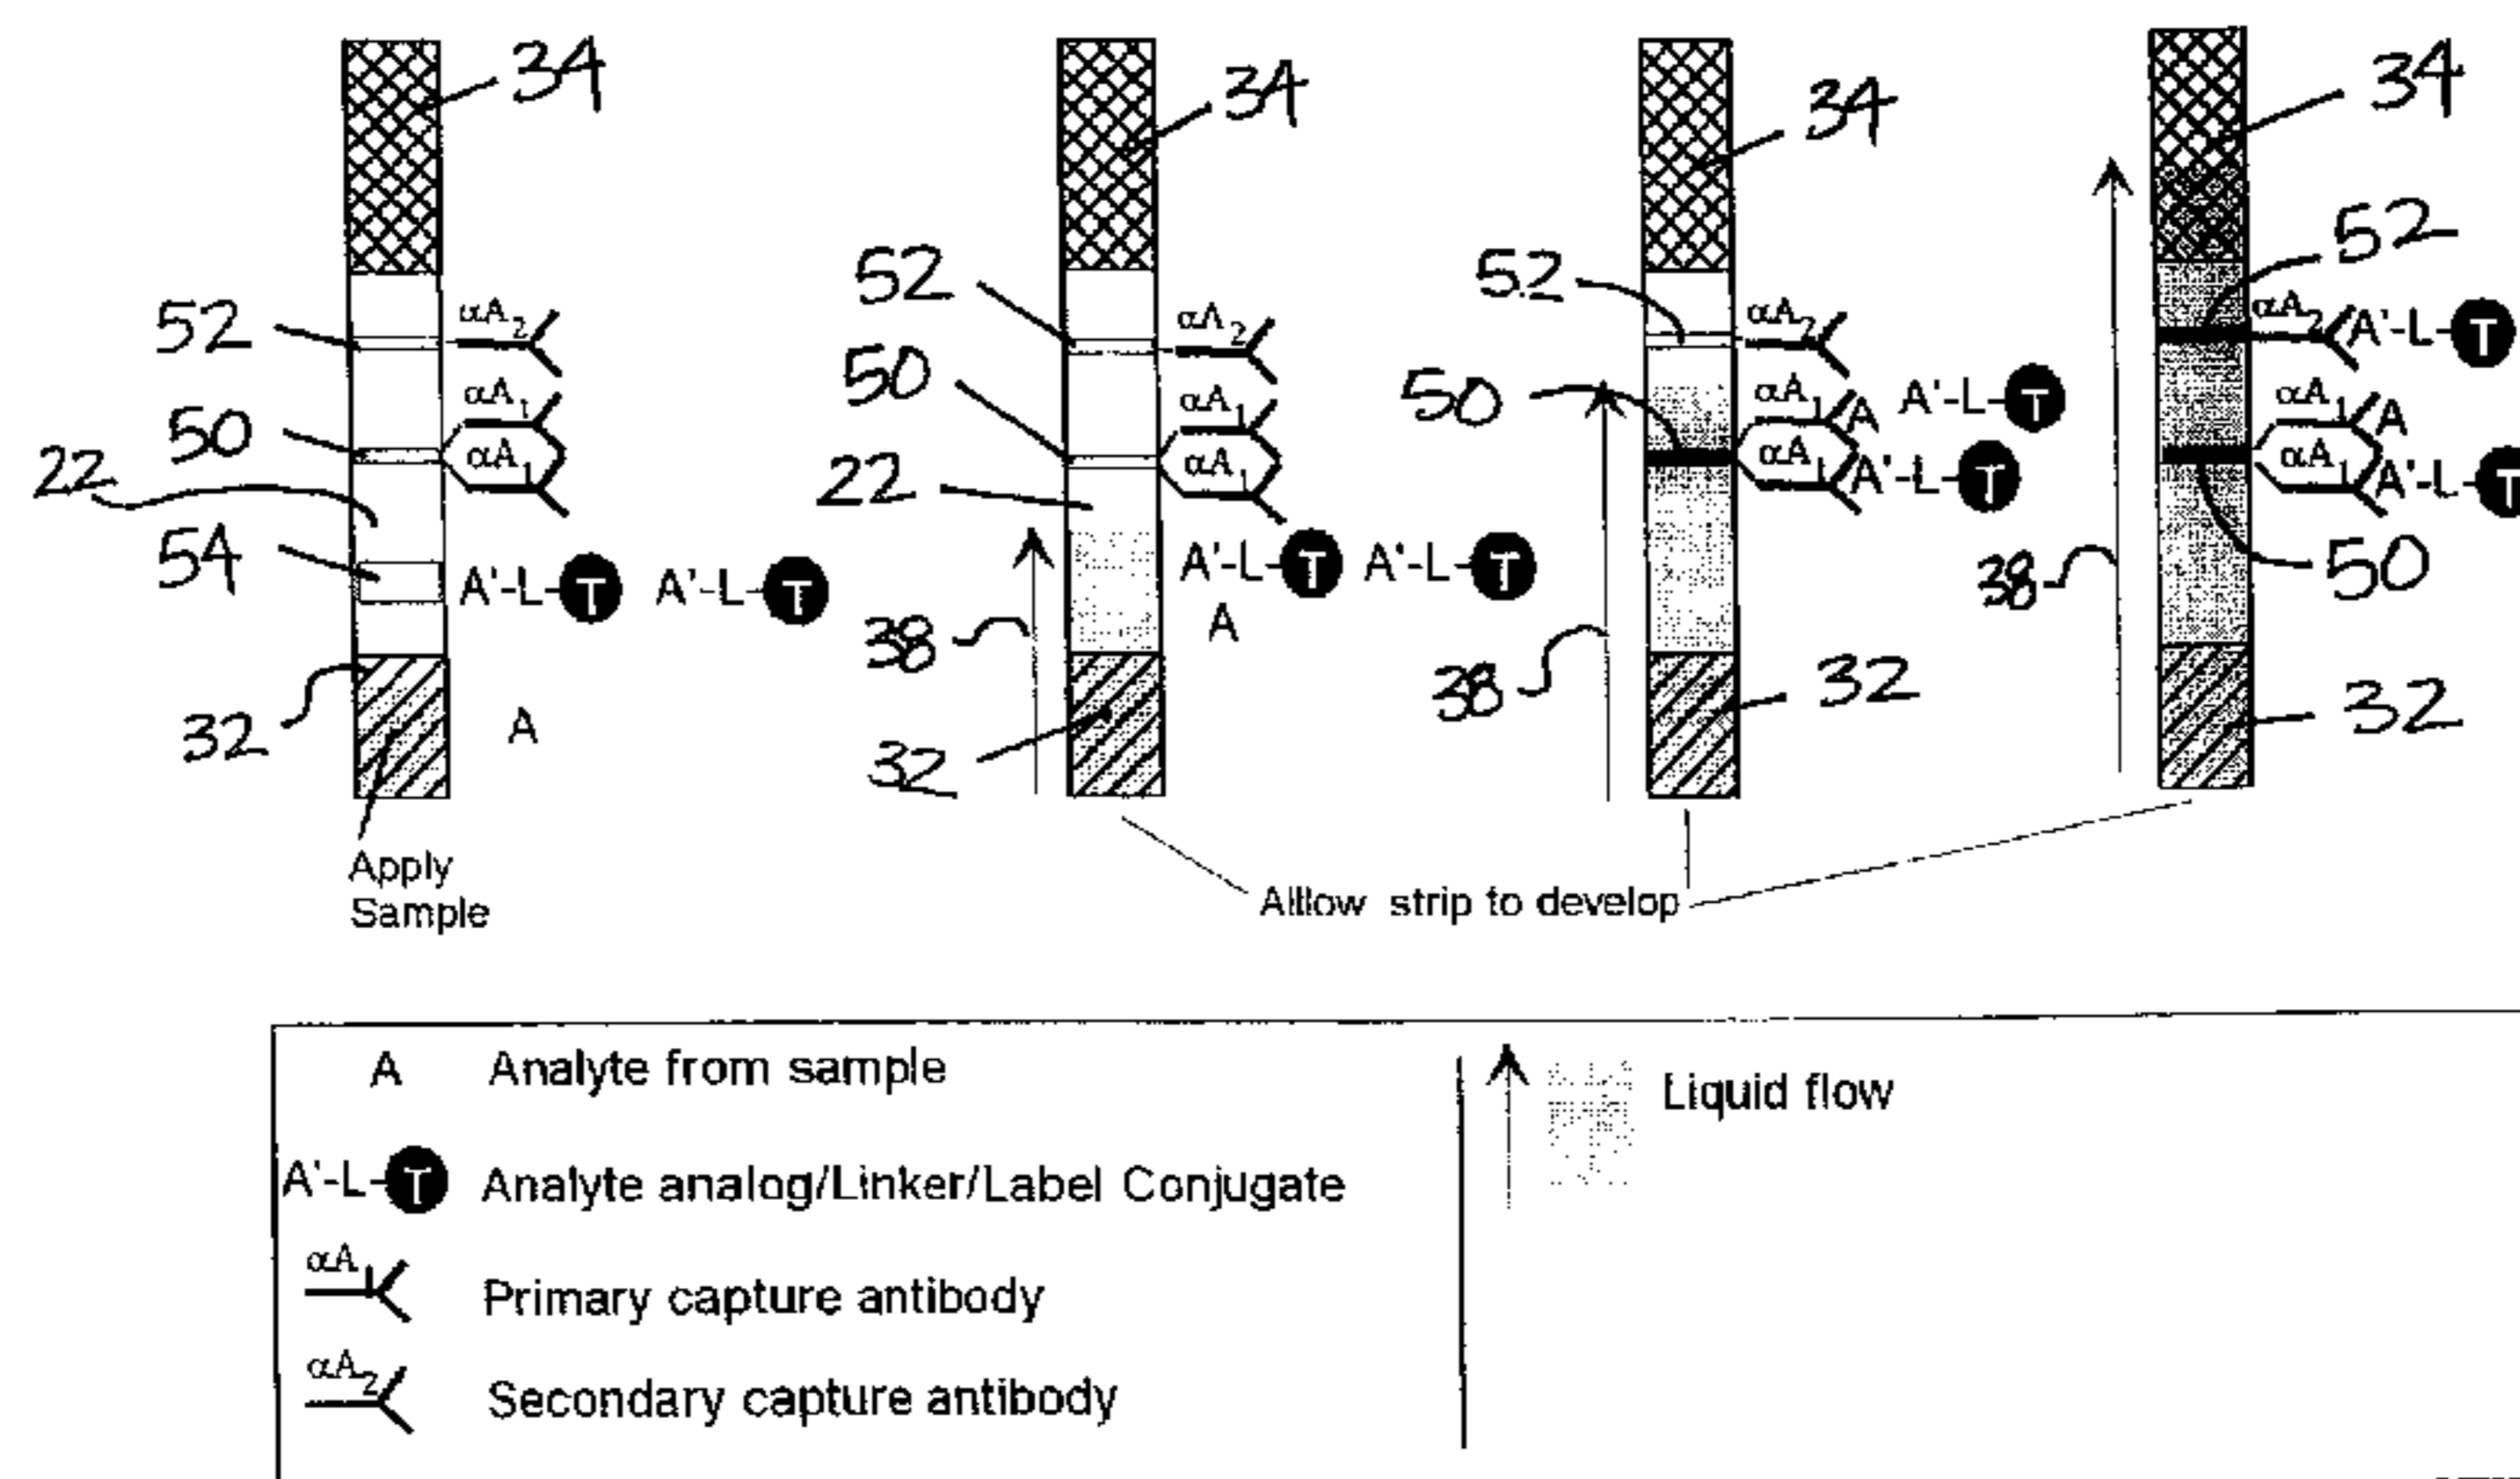 34
34
34
34
52
αA2
αA1
50
αA1
22
54
A'-L-T A'-L-T
32
A
Apply
Sample
52
αA2
50
αA1
αA1
22
A'-L-T A'-L-T
A
38
32
52
αA2
50
αA1 A A'-L-T
αA1 A'-L-T
38
32
52
αA2 A'-L-T
αA1 A
αA1 A'-L-T
50
38
32
Alllow strip to develop
A Analyte from sample
A'-L-T Analyte analog/Linker/Label Conjugate
αA1 Primary capture antibody
αA2 Secondary capture antibody
Liquid flow